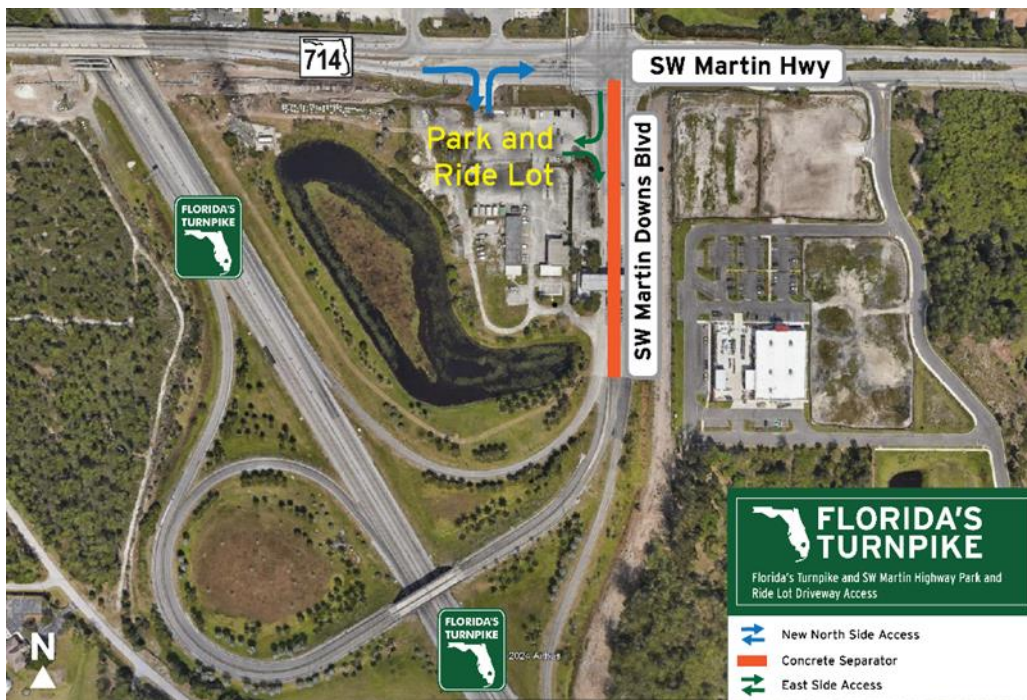 714
SW Martin Hwy
Park and
Ride Lot
SW Martin Downs Blvd
FLORIDA'S
TURNPIKE
FLORIDA'S
TURNPIKE
FLORIDA'S
TURNPIKE
Florida's Turnpike and SW Martin Highway Park and
Ride Lot Driveway Access
New North Side Access
Concrete Separator
East Side Access
N